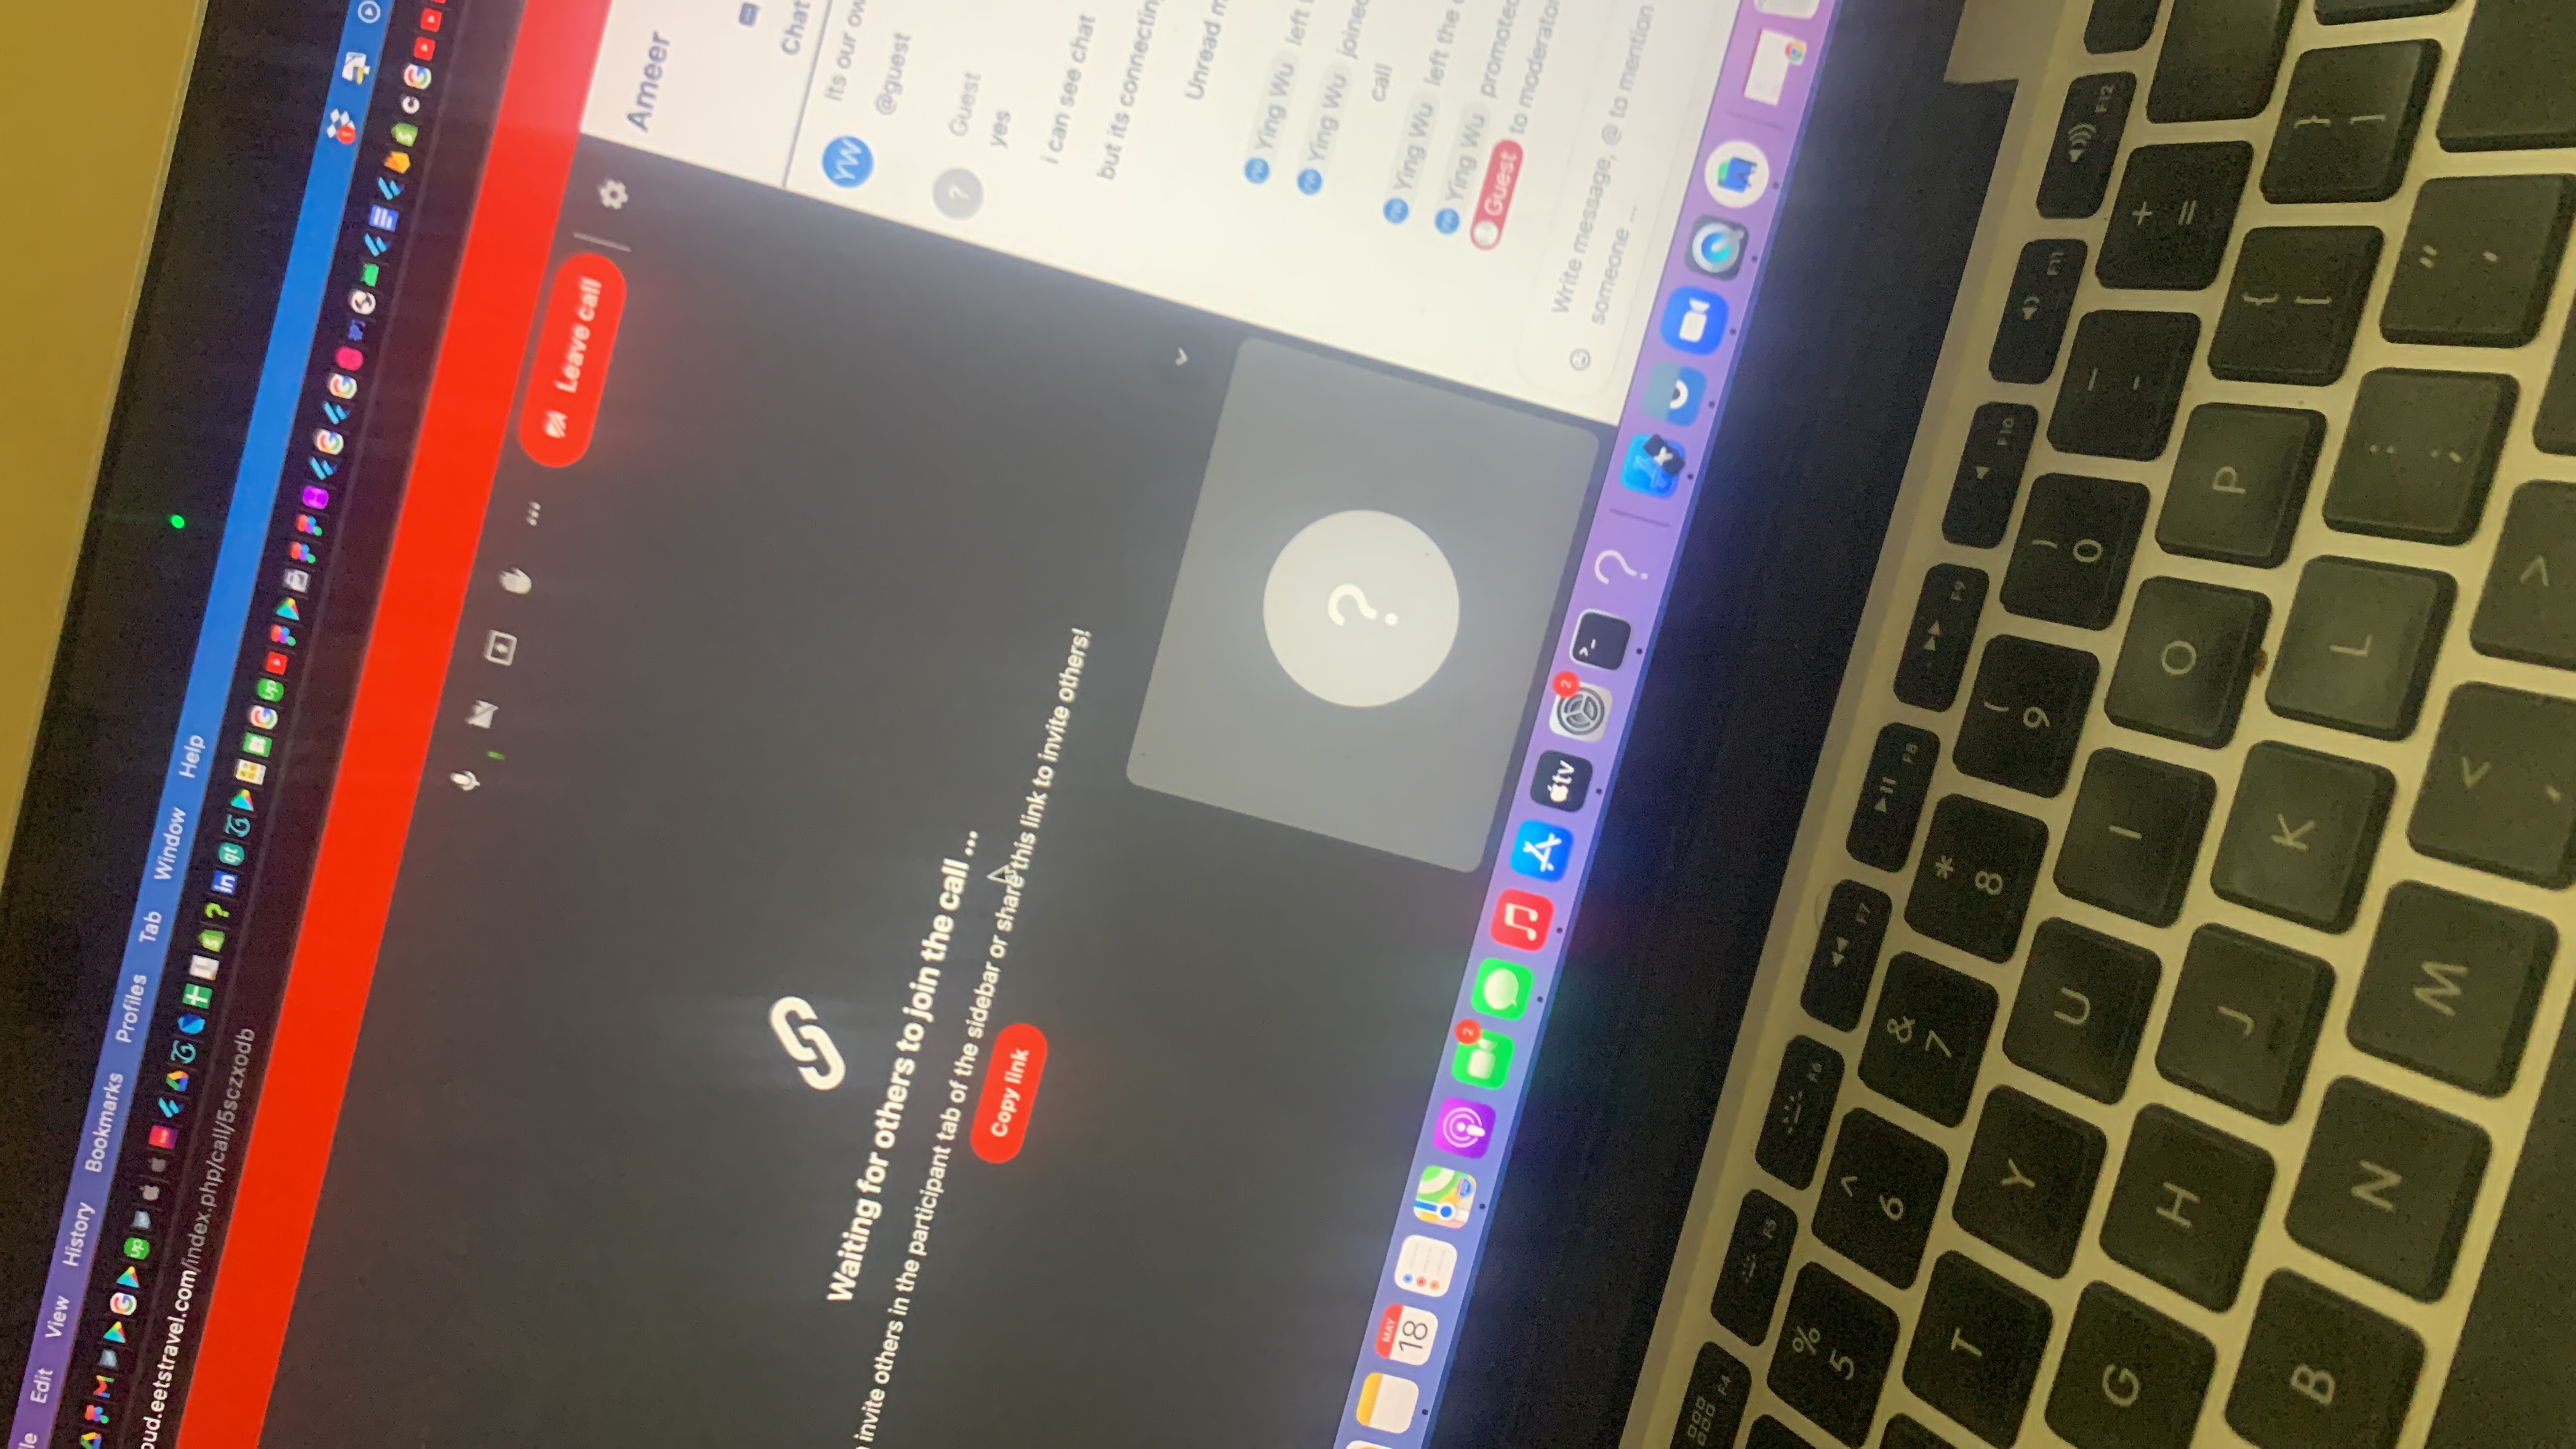 Edit View History Bookmarks Profiles Tab Window Help
oud.eetstravel.com/index.php/call/5sczxodb
Leave call
Ameer
Chat
Waiting for others to join the call ...
invite others in the participant tab of the sidebar or share this link to invite others!
Copy link
YW
Its our ow
@guest
?
Guest
yes
i can see chat
but its connectin
Unread m
Ying Wu left
Ying Wu joined
call
Ying Wu left the
Ying Wu promoted
Guest to moderator
Write message, @ to mention
someone ...
?
MAY
18
2
tv
2
?
F4 F5 F6 F7 F8 F9 F10 F11 F12
% 5 ^ 6 & 7 * 8 ( 9 ) 0 _ - + =
T Y U I O P { [ } ]
G H J K L : ; " '
B N M < , >